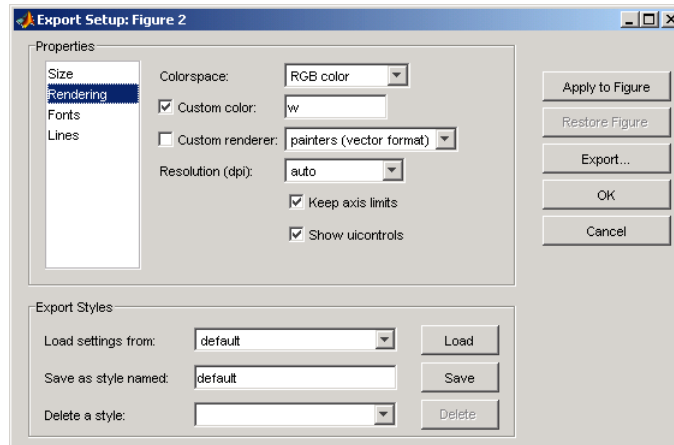 Export Setup: Figure 2
Properties
Size
Rendering
Fonts
Lines
Colorspace: RGB color
Custom color: w
Custom renderer: painters (vector format)
Resolution (dpi): auto
Keep axis limits
Show uicontrols
Apply to Figure
Restore Figure
Export...
OK
Cancel
Export Styles
Load settings from: default Load
Save as style named: default Save
Delete a style: Delete